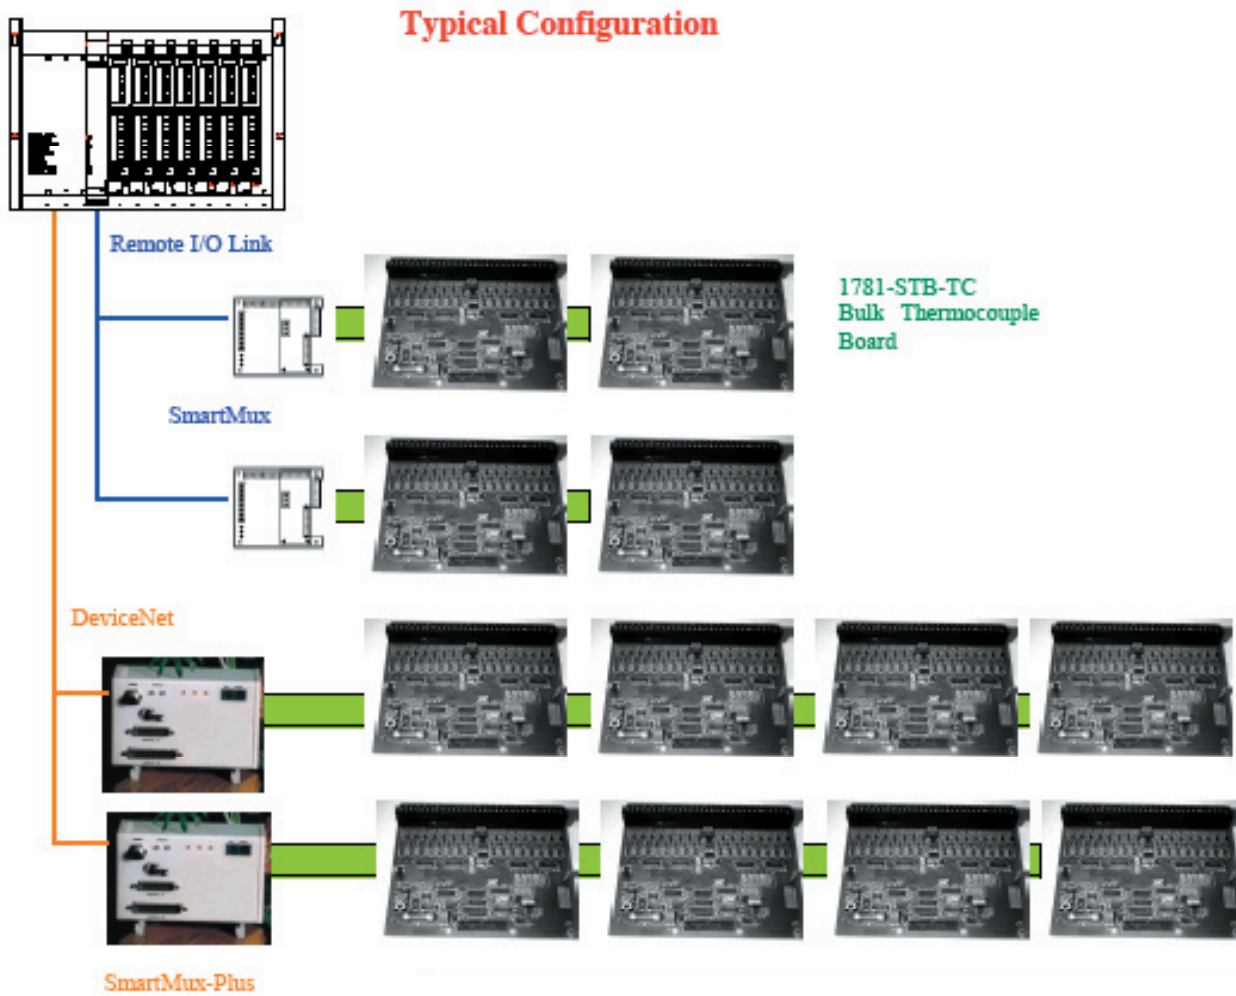 Typical Configuration
Remote I/O Link
1781-STB-TC
Bulk Thermocouple
Board
SmartMux
DeviceNet
SmartMux-Plus